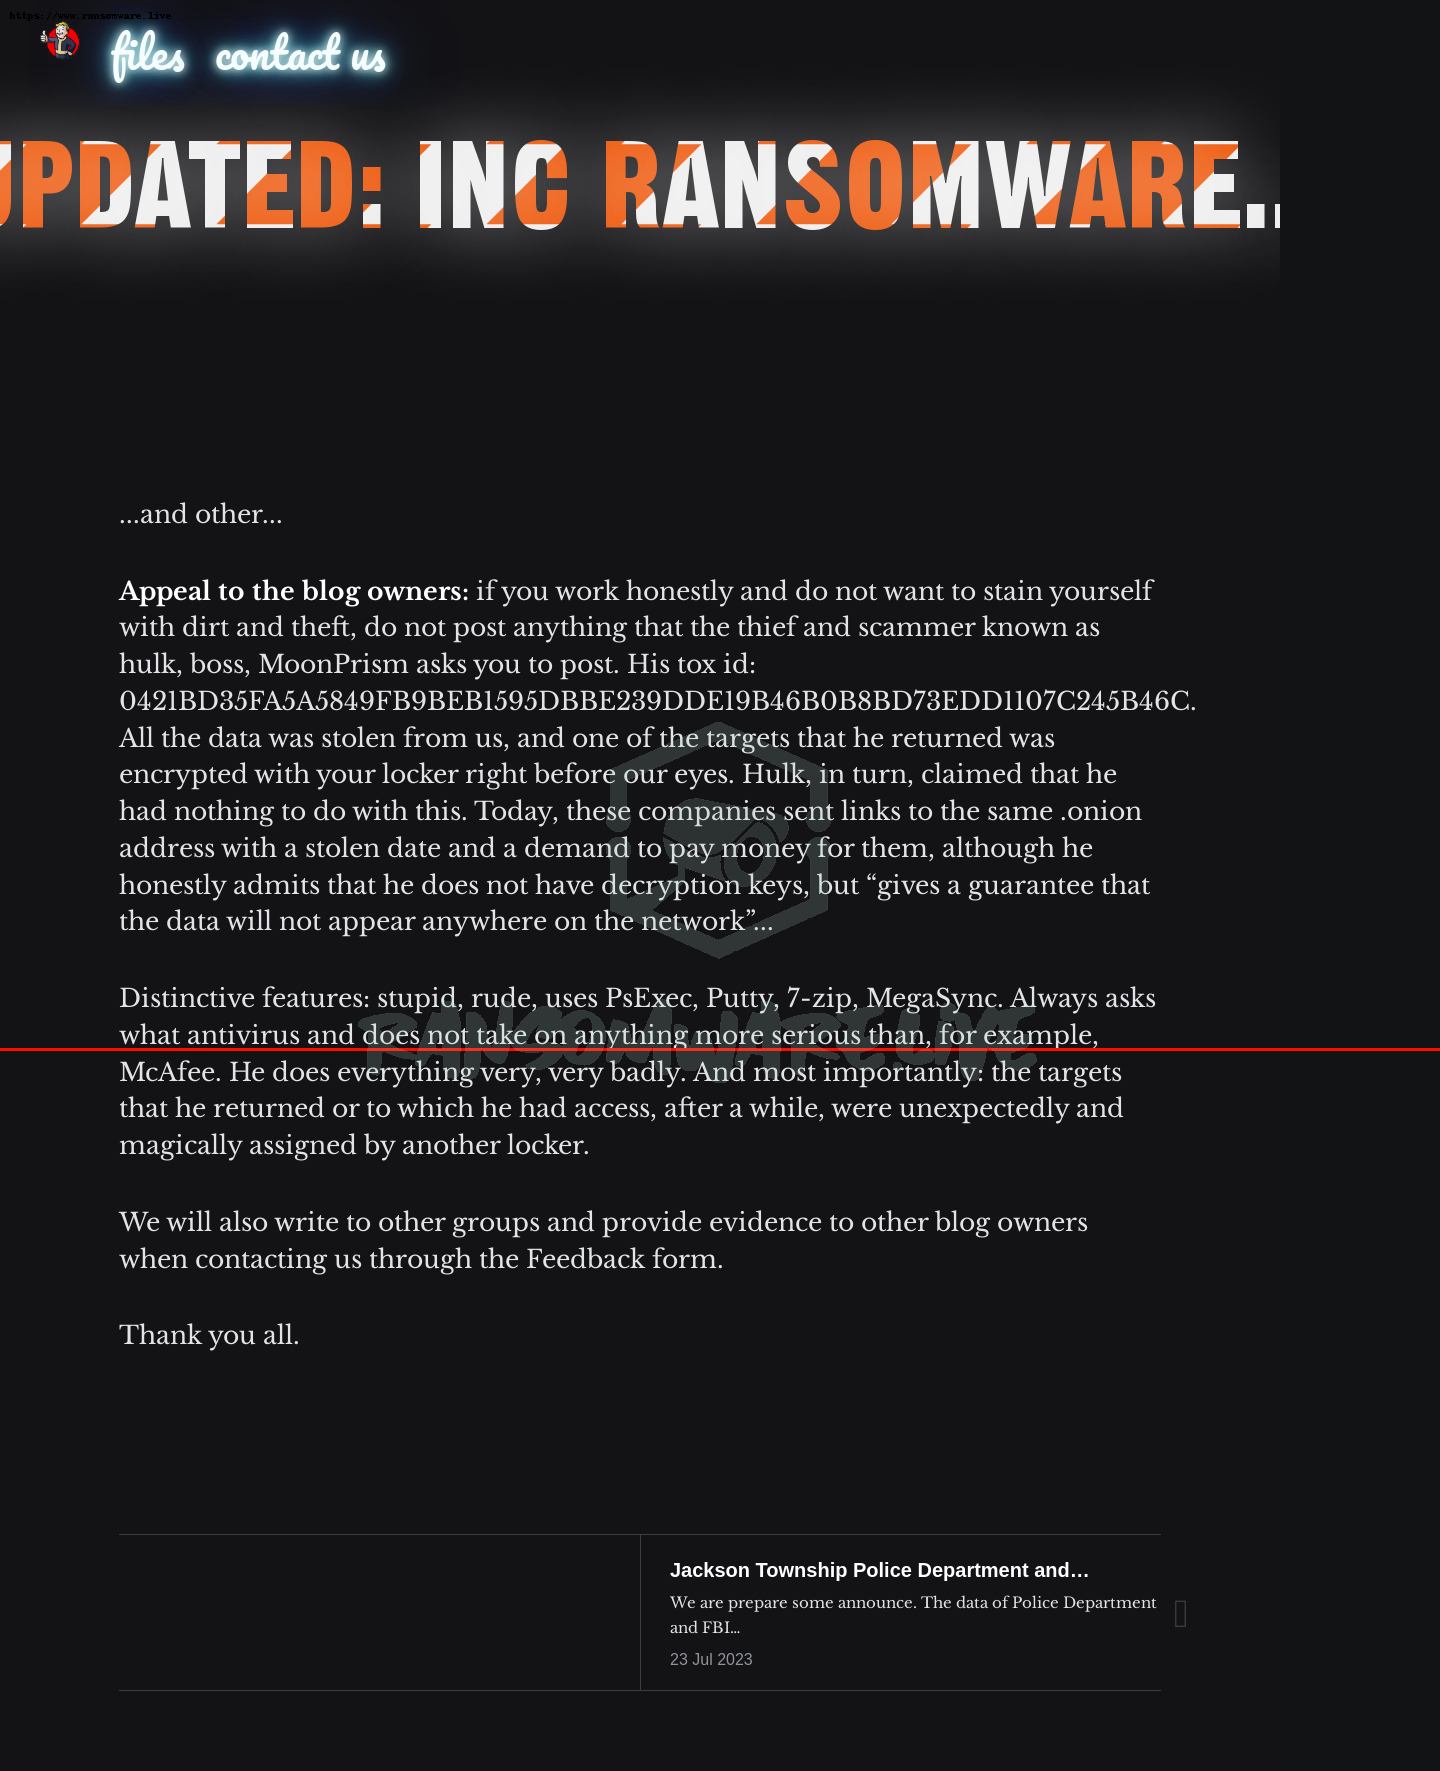 https://www.ransomware.live
files contact us
UPDATED: INC RANSOMWARE..
...and other...
Appeal to the blog owners: if you work honestly and do not want to stain yourself
with dirt and theft, do not post anything that the thief and scammer known as
hulk, boss, MoonPrism asks you to post. His tox id:
0421BD35FA5A5849FB9BEB1595DBBE239DDE19B46B0B8BD73EDD1107C245B46C.
All the data was stolen from us, and one of the targets that he returned was
encrypted with your locker right before our eyes. Hulk, in turn, claimed that he
had nothing to do with this. Today, these companies sent links to the same .onion
address with a stolen date and a demand to pay money for them, although he
honestly admits that he does not have decryption keys, but “gives a guarantee that
the data will not appear anywhere on the network”...
Distinctive features: stupid, rude, uses PsExec, Putty, 7-zip, MegaSync. Always asks
what antivirus and does not take on anything more serious than, for example,
RANSOMWARE.LIVE
McAfee. He does everything very, very badly. And most importantly: the targets
that he returned or to which he had access, after a while, were unexpectedly and
magically assigned by another locker.
We will also write to other groups and provide evidence to other blog owners
when contacting us through the Feedback form.
Thank you all.
Jackson Township Police Department and…
We are prepare some announce. The data of Police Department
and FBI…
23 Jul 2023